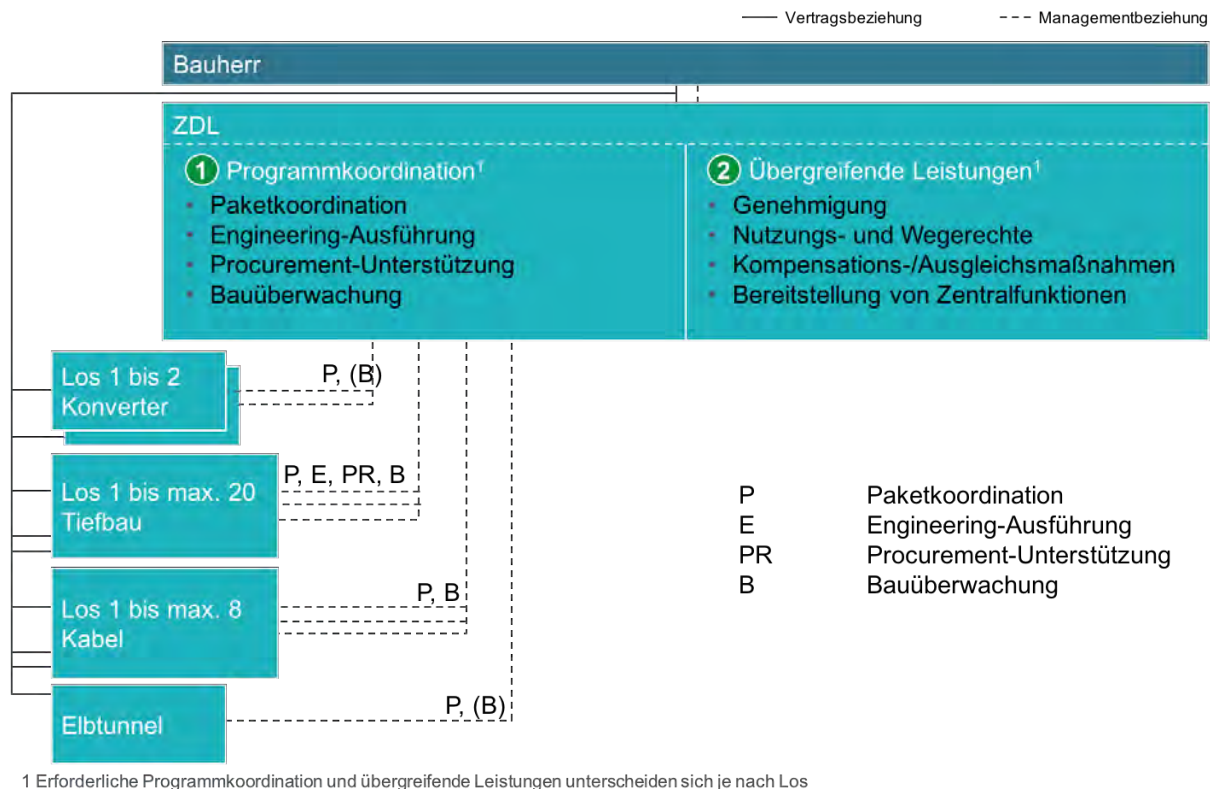 Vertragsbeziehung
Managementbeziehung
Bauherr
ZDL
1 Programmkoordination¹
• Paketkoordination
• Engineering-Ausführung
• Procurement-Unterstützung
• Bauüberwachung
2 Übergreifende Leistungen¹
• Genehmigung
• Nutzungs- und Wegerechte
• Kompensations-/Ausgleichsmaßnahmen
• Bereitstellung von Zentralfunktionen
Los 1 bis 2
Konverter
P, (B)
Los 1 bis max. 20
Tiefbau
P, E, PR, B
Los 1 bis max. 8
Kabel
P, B
Elbtunnel
P, (B)
P Paketkoordination
E Engineering-Ausführung
PR Procurement-Unterstützung
B Bauüberwachung
1 Erforderliche Programmkoordination und übergreifende Leistungen unterscheiden sich je nach Los